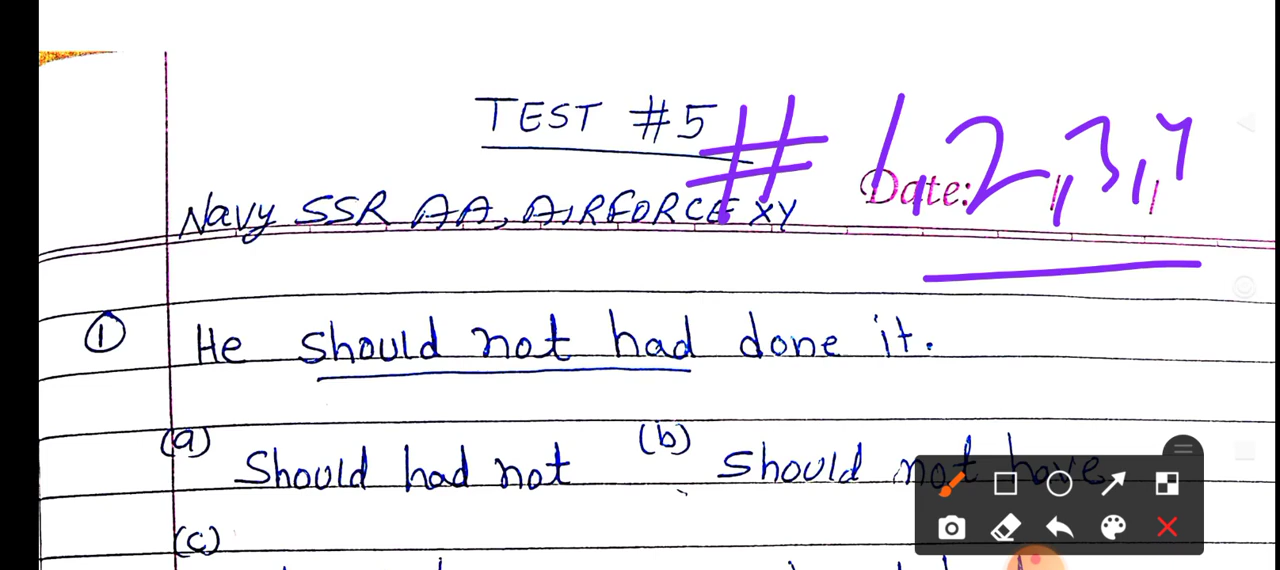 TEST #5 # 1, 2, 3, 4
Date:
Navy SSR AA, AIRFORCE XY
① He should not had done it.
(a) Should had not (b) should not have
(c)